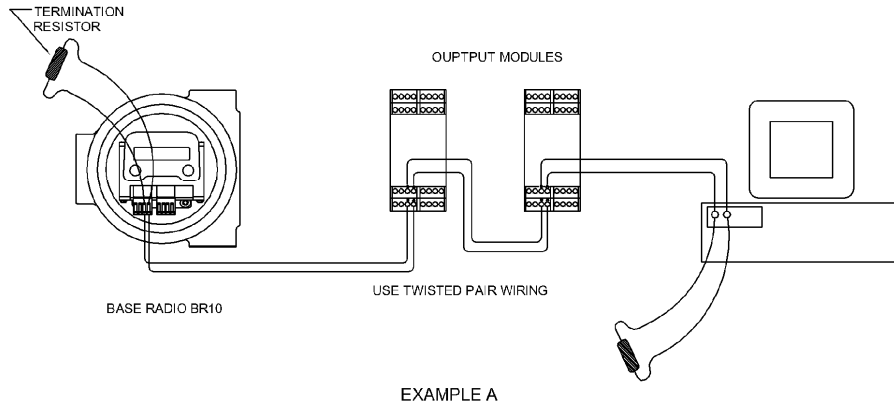 TERMINATION
RESISTOR
OUPTPUT MODULES
BASE RADIO BR10
USE TWISTED PAIR WIRING
EXAMPLE A